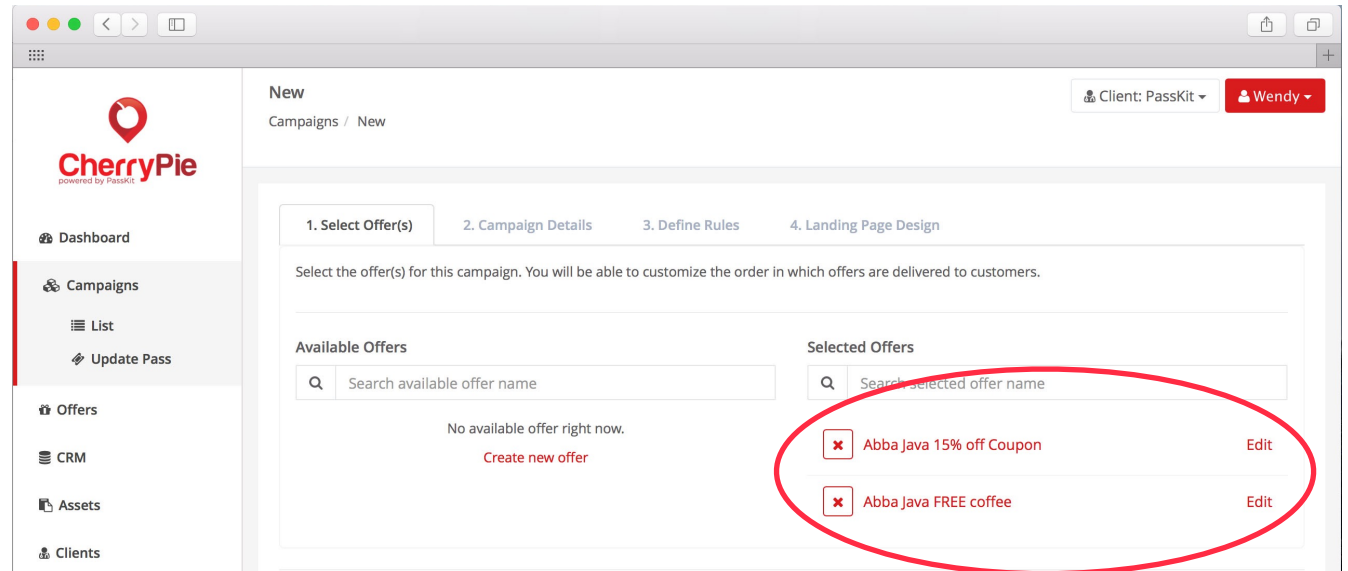 New
Client: PassKit
Wendy
Campaigns / New
CherryPie
powered by PassKit
1. Select Offer(s)
2. Campaign Details
3. Define Rules
4. Landing Page Design
Dashboard
Select the offer(s) for this campaign. You will be able to customize the order in which offers are delivered to customers.
Campaigns
List
Update Pass
Available Offers
Selected Offers
Search available offer name
Search selected offer name
Offers
No available offer right now.
Create new offer
Abba Java 15% off Coupon
Edit
CRM
Abba Java FREE coffee
Edit
Assets
Clients